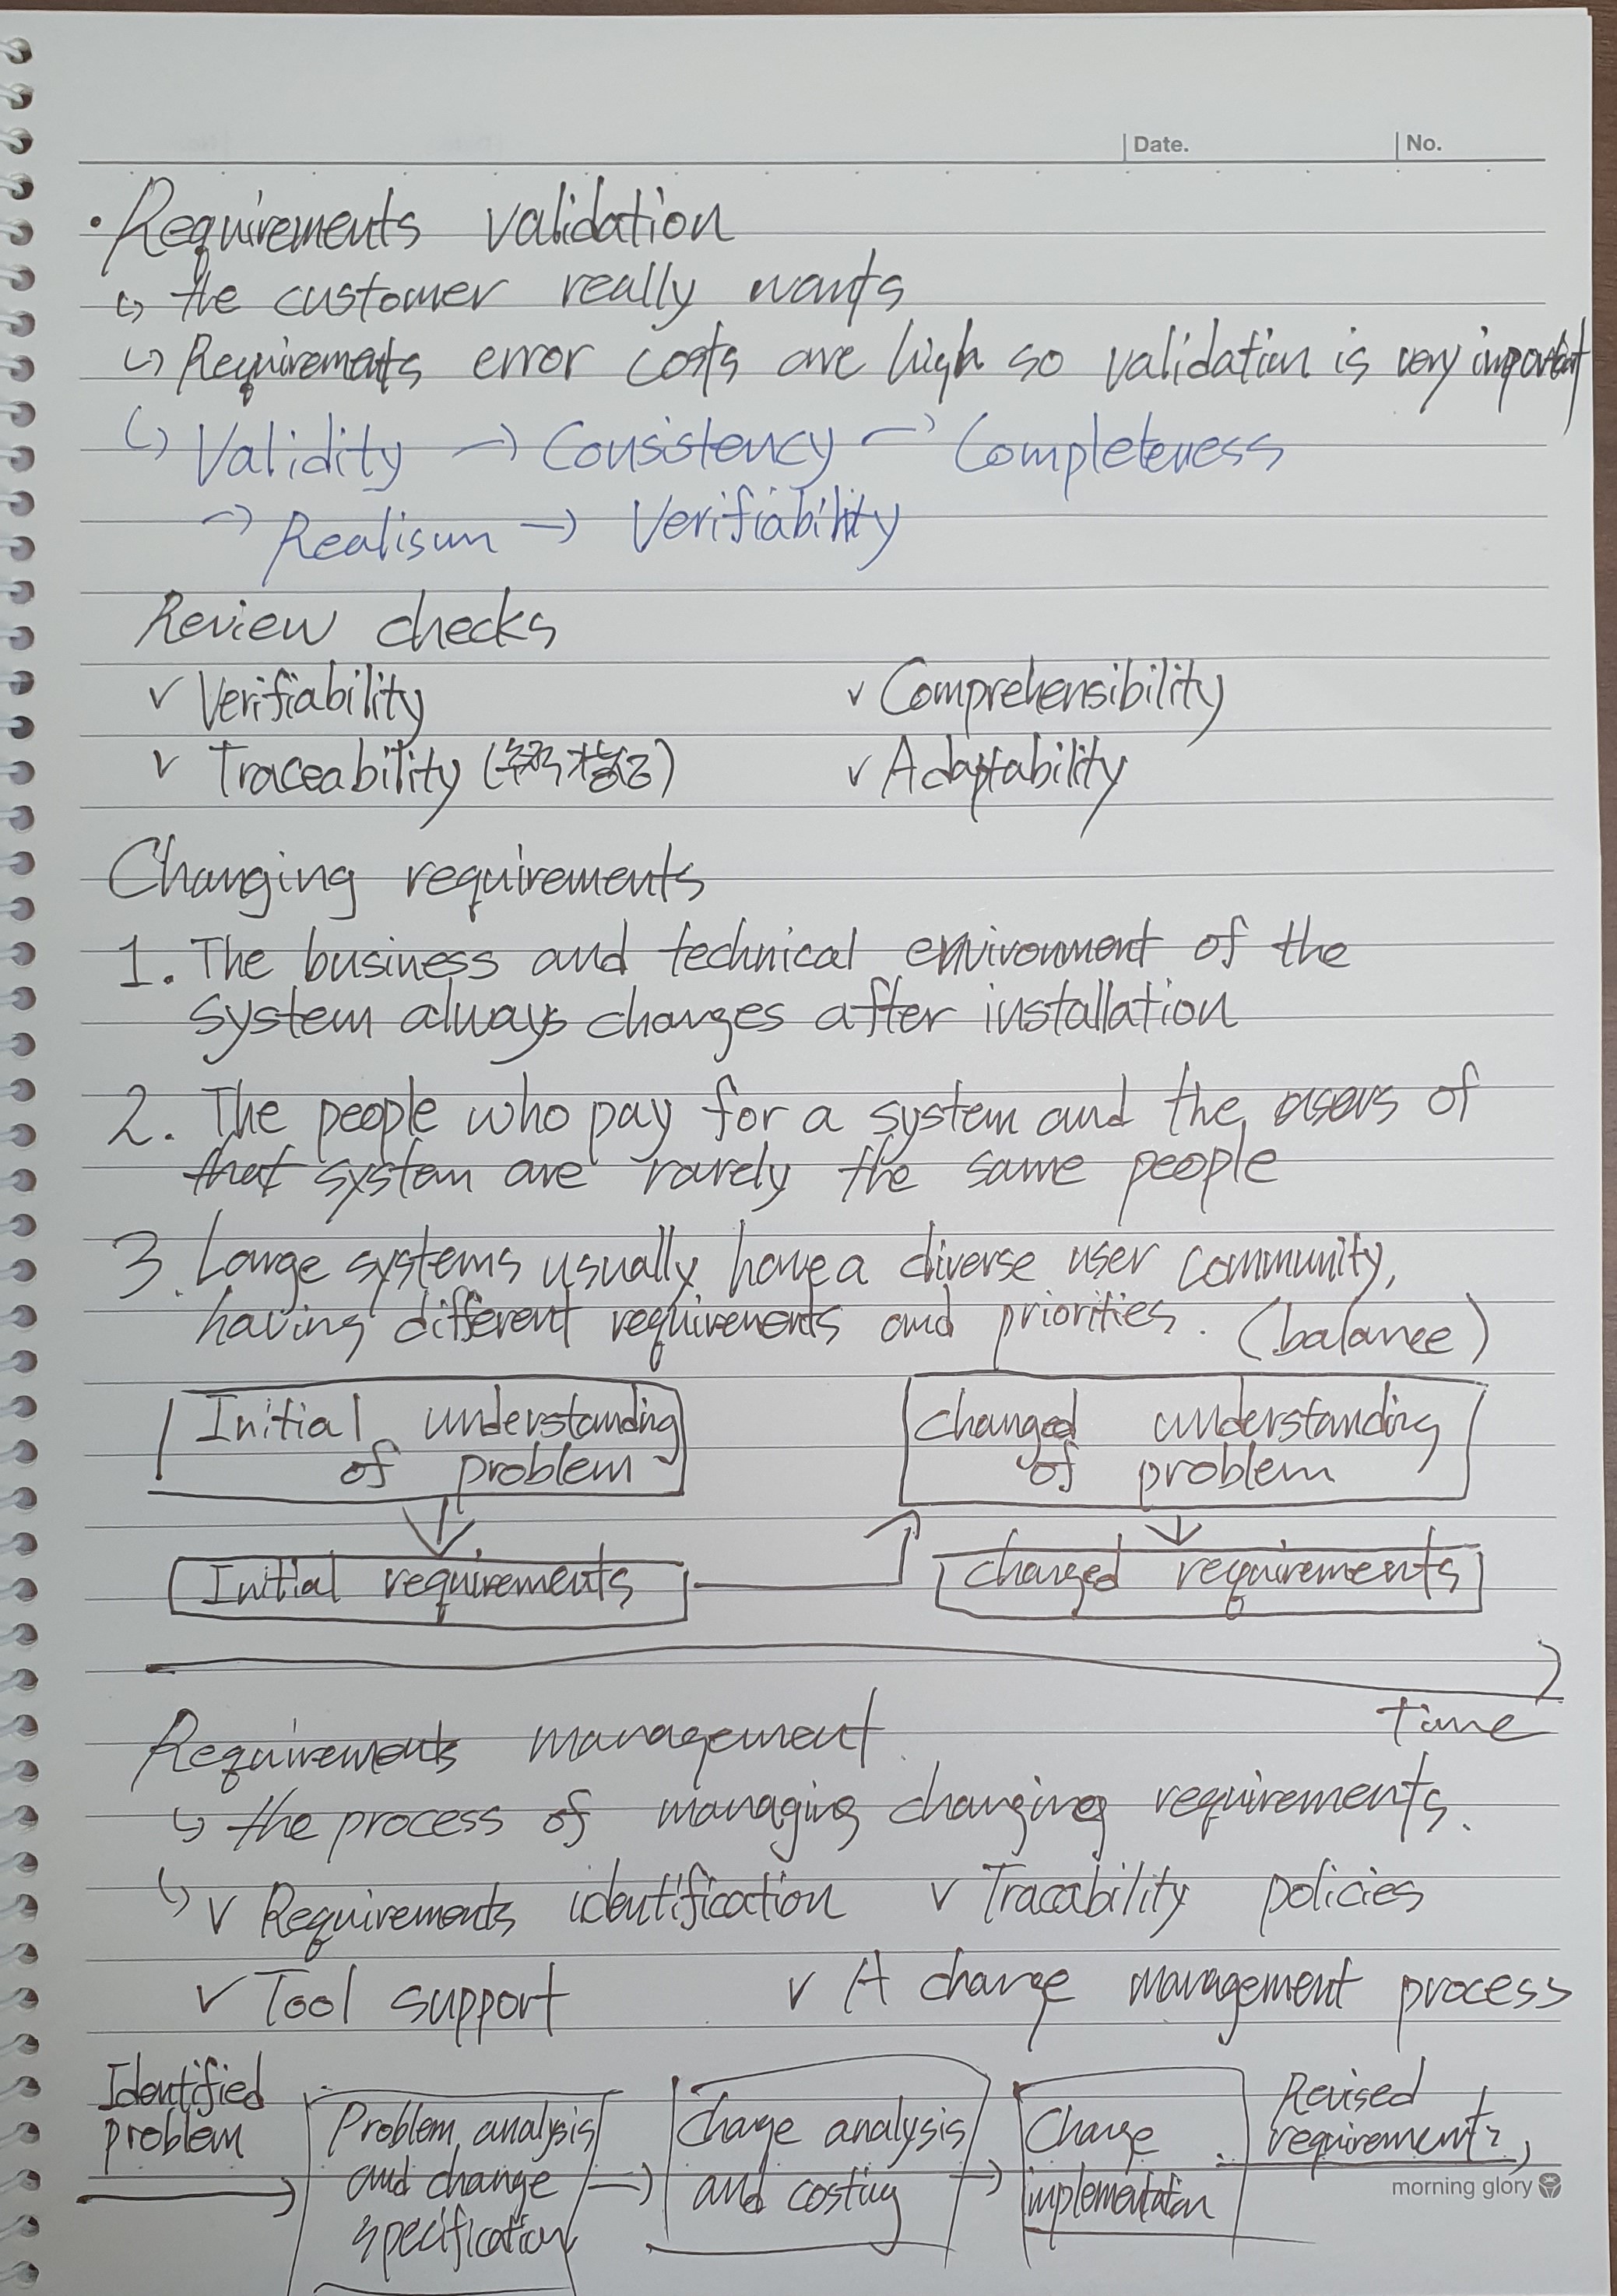 Date. No.
• Requirements validation
↳ the customer really wants
↳ Requirements error costs are high so validation is very important
↳ Validity → Consistency → Completeness
→ Realism → Verifiability
Review checks
✓ Verifiability ✓ Comprehensibility
✓ Traceability ✓ Adaptability
Changing requirements
1. The business and technical environment of the
system always changes after installation
2. The people who pay for a system and the users of
that system are rarely the same people
3. Large systems usually have a diverse user community,
having different requirements and priorities. (balance)
Initial understanding
of problem
changed understanding
of problem
Initial requirements
changed requirements
time
Requirements management
↳ the process of managing changing requirements.
↳ ✓ Requirements identification ✓ Tracability policies
✓ Tool support ✓ A change management process
Identified
problem
Problem analysis
and change
specification
Change analysis
and costing
Change
implementation
Revised
requirements
morning glory